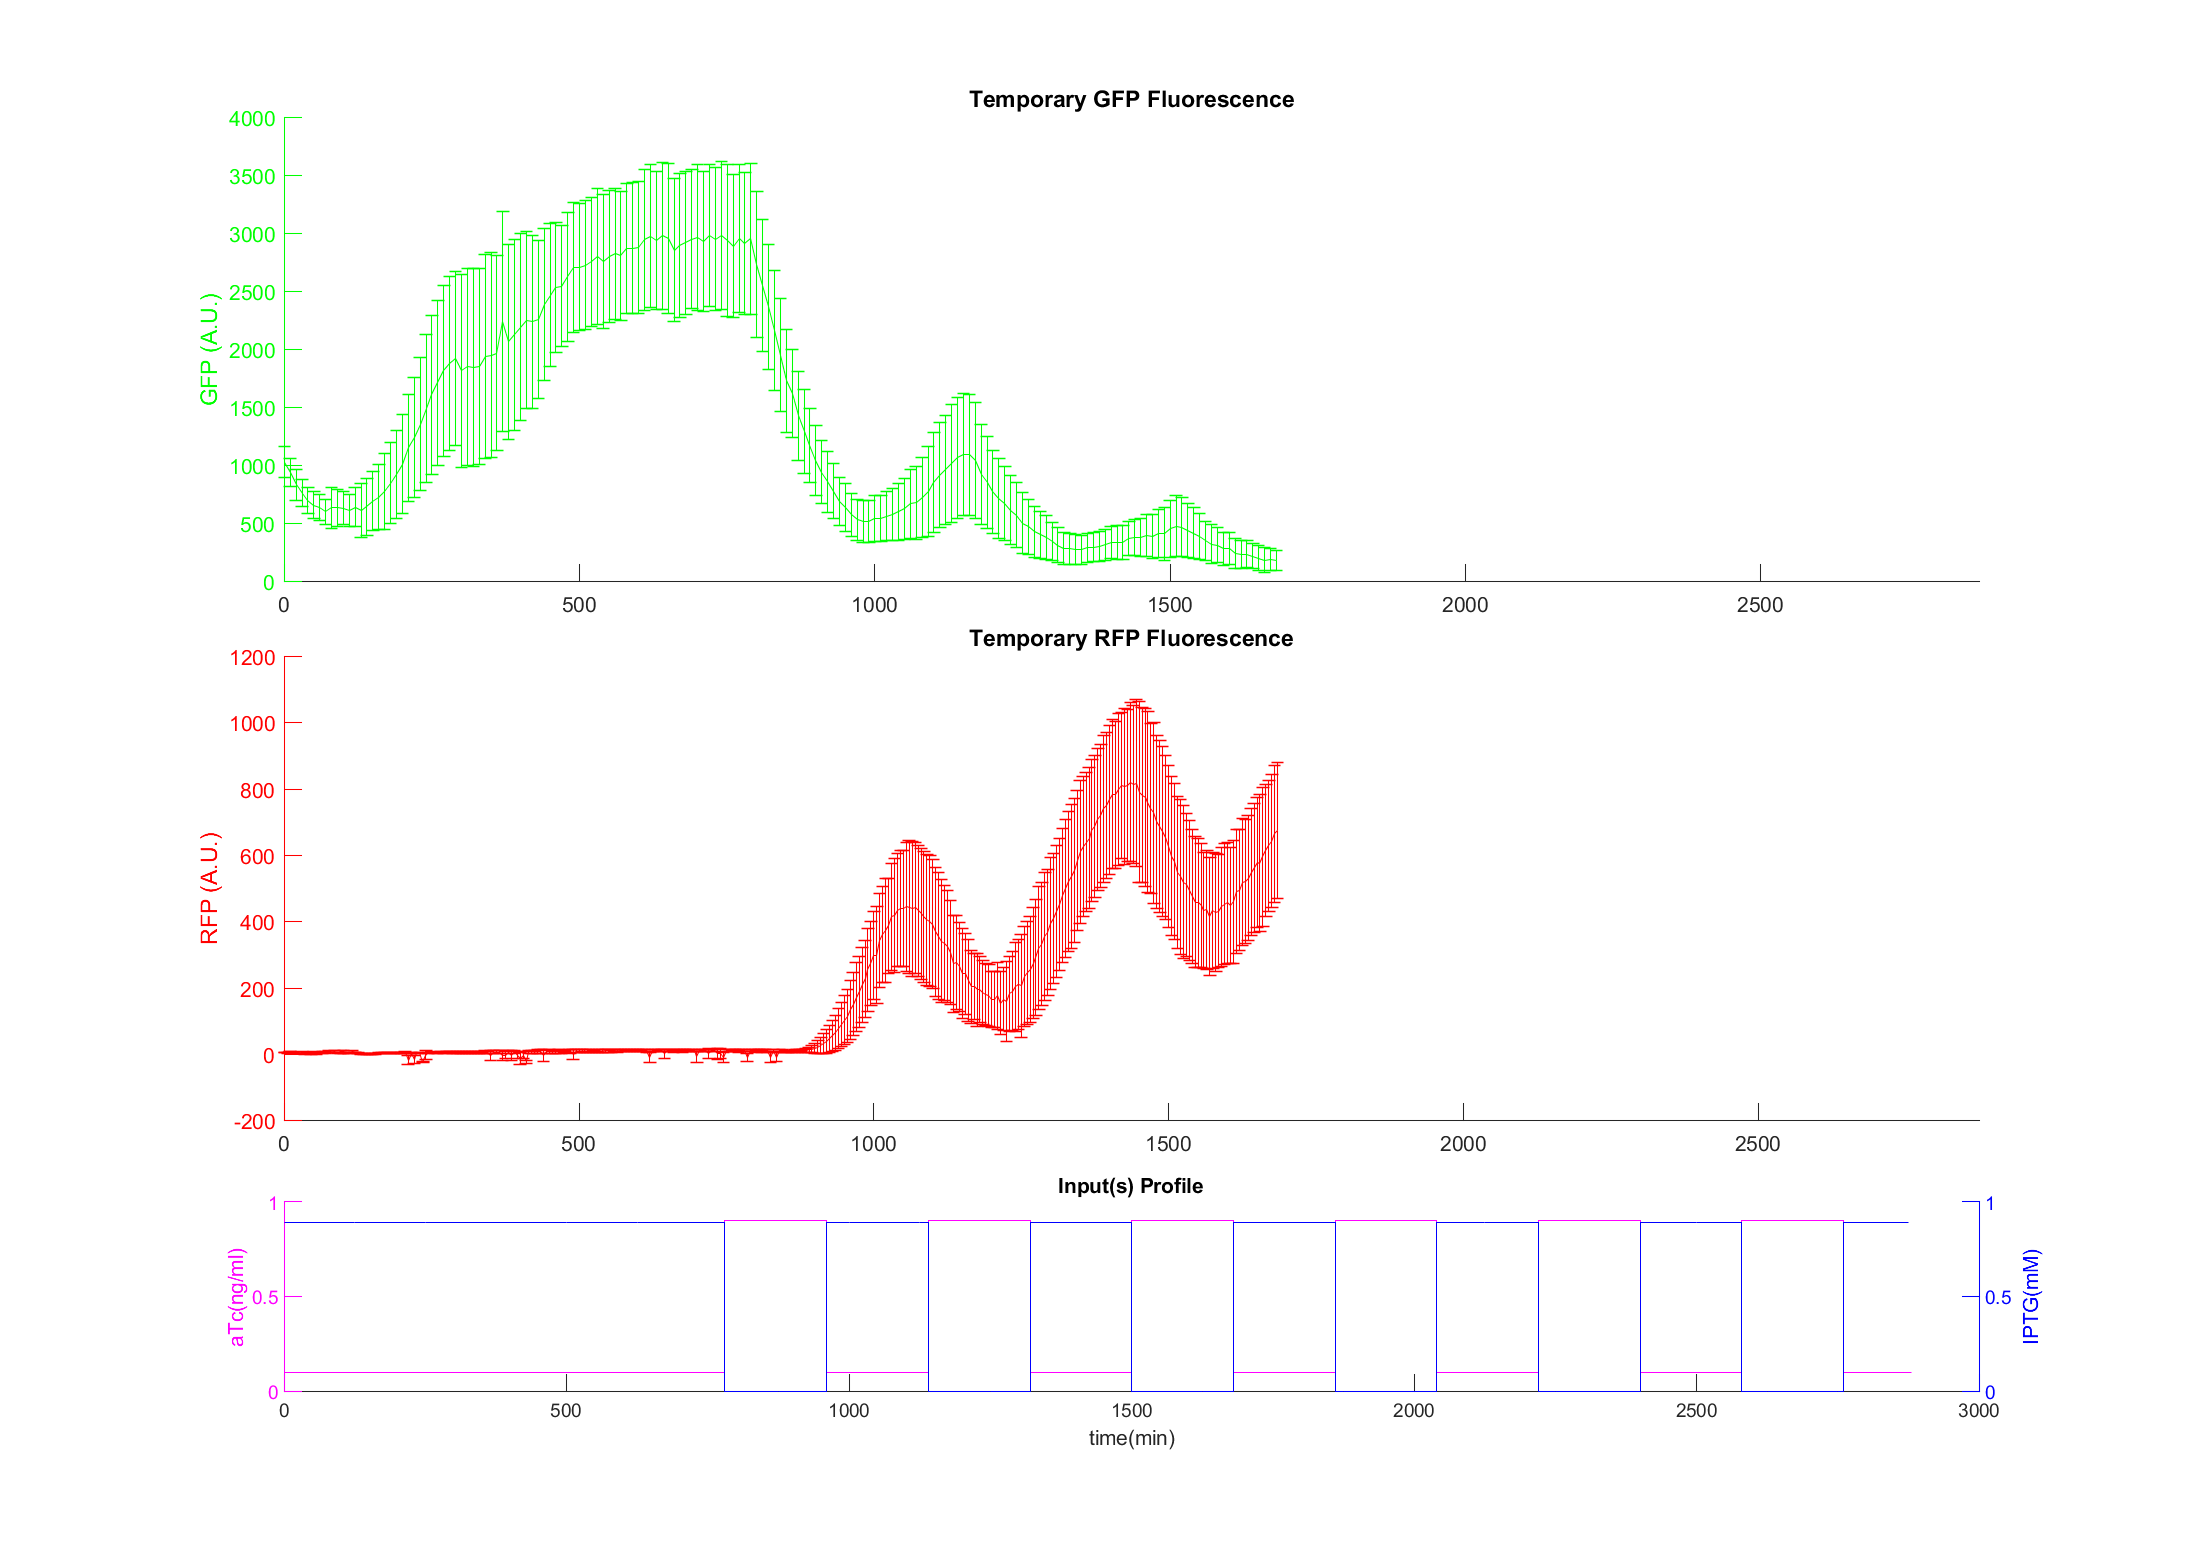 Temporary GFP Fluorescence
4000
3500
3000
2500
2000
1500
1000
500
0
GFP (A.U.)
0 500 1000 1500 2000 2500
Temporary RFP Fluorescence
1200
1000
800
600
400
200
0
-200
RFP (A.U.)
0 500 1000 1500 2000 2500
Input(s) Profile
1
0.5
0
aTc(ng/ml)
1
0.5
0
IPTG(mM)
0 500 1000 1500 2000 2500 3000
time(min)